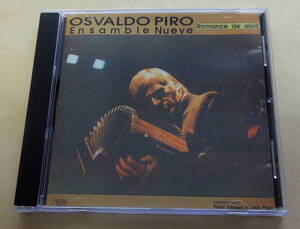 OSVALDO PIRO
Ensamble Nueve
Romance de abril